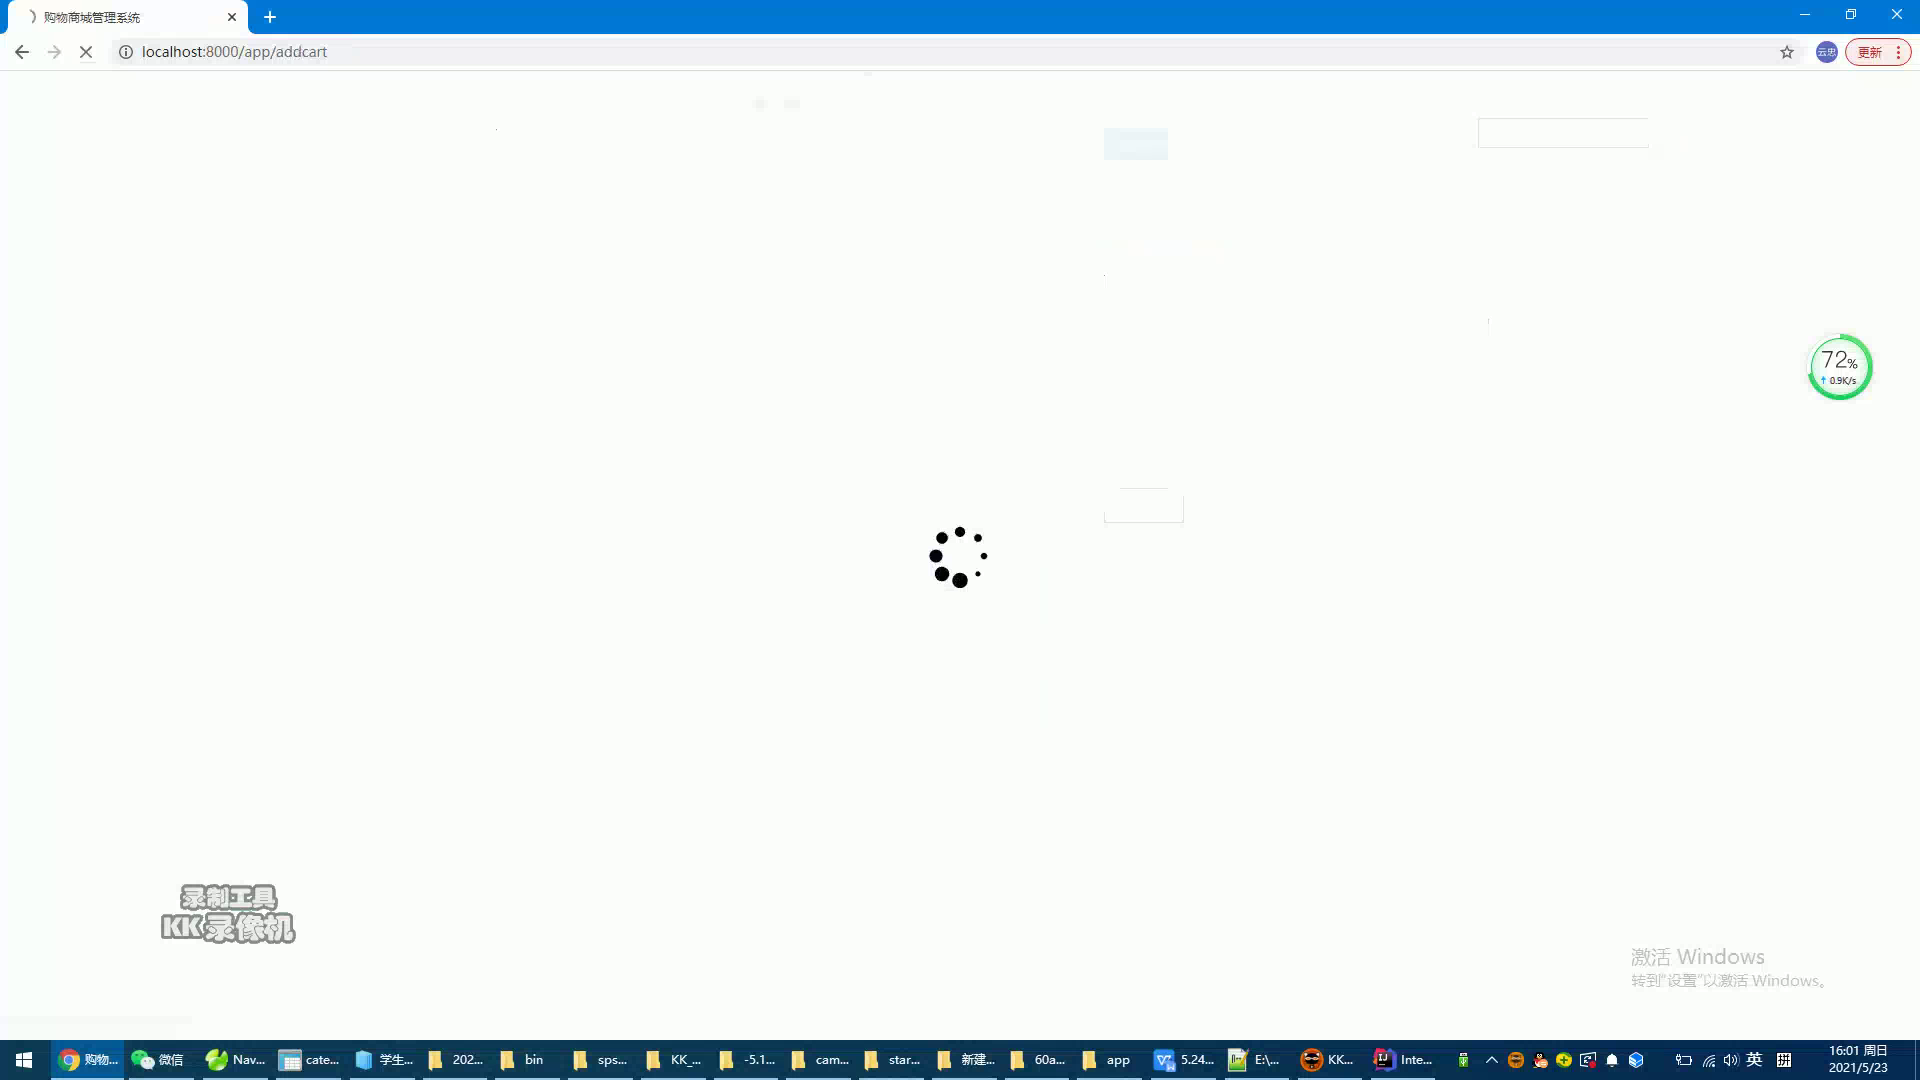 购物商城管理系统
localhost:8000/app/addcart
云忠
更新
72%
0.9K/s
录制工具
KK录像机
激活 Windows
转到"设置"以激活 Windows。
购物...
微信
Nav...
cate...
学生...
202...
bin
sps...
KK_...
-5.1...
cam...
star...
新建...
60a...
app
5.24...
E:\...
KK...
Inte...
英
拼
16:01 周日
2021/5/23